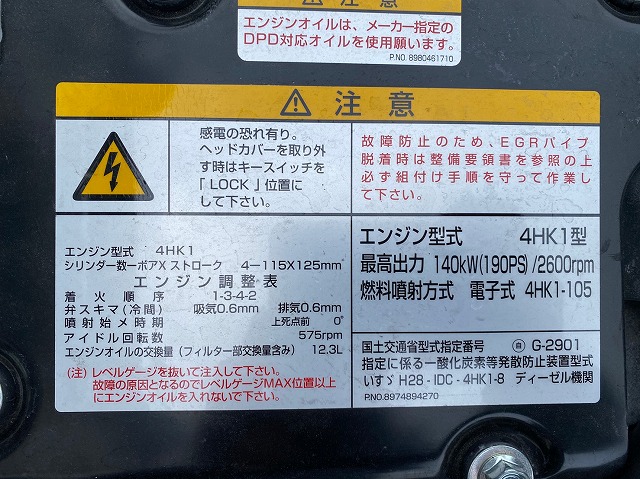 注意
エンジンオイルは、メーカー指定の
DPD対応オイルを使用願います。
P.NO. 8980461710
注意
感電の恐れ有り。
ヘッドカバーを取り外
す時はキースイッチを
「LOCK」位置に
して下さい。
故障防止のため、EGRパイプ
脱着時は整備要領書を参照の上
必ず組付け手順を守って作業し
て下さい。
エンジン型式 4HK1
シリンダー数ーボアX ストローク 4-115X125mm
エンジン調整表
着火順序 1-3-4-2
弁スキマ(冷間) 吸気0.6mm 排気0.6mm
噴射始メ時期 上死点前 0°
アイドル回転数 575rpm
エンジンオイルの交換量(フィルター部交換量含み) 12.3L
(注)レベルゲージを抜いて注入して下さい。
故障の原因となるのでレベルゲージMAX位置以上
にエンジンオイルを入れないで下さい。
エンジン型式 4HK1型
最高出力 140kW(190PS)/2600rpm
燃料噴射方式 電子式 4HK1-105
国土交通省型式指定番号 自 G-2901
指定に係る一酸化炭素等発散防止装置型式
いすゞ H28-IDC-4HK1-8 ディーゼル機関
P.NO.8974894270